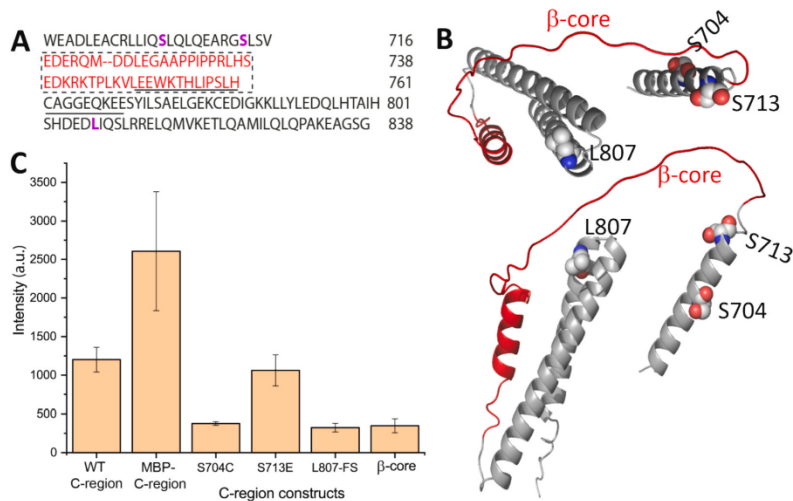 A
WEADLEACRLLIQSLQLQEARGSLSV 716
EDERQM--DDLEGAAPPIPPRLHS 738
EDKRKTPLKVLEEWKTHLIPSLH 761
CAGGEQKEESYILSAELGEKCEDIGKKLLYLEDQLHTAIH 801
SHDEDLIQSLRRELQMVKETLQAMILQLQPAKEAGSG 838
B
β-core
S704
S713
L807
β-core
L807
S713
S704
C
3500
3000
2500
2000
1500
1000
500
0
Intensity (a.u.)
WT C-region
MBP- C-region
S704C
S713E
L807-FS
β-core
C-region constructs